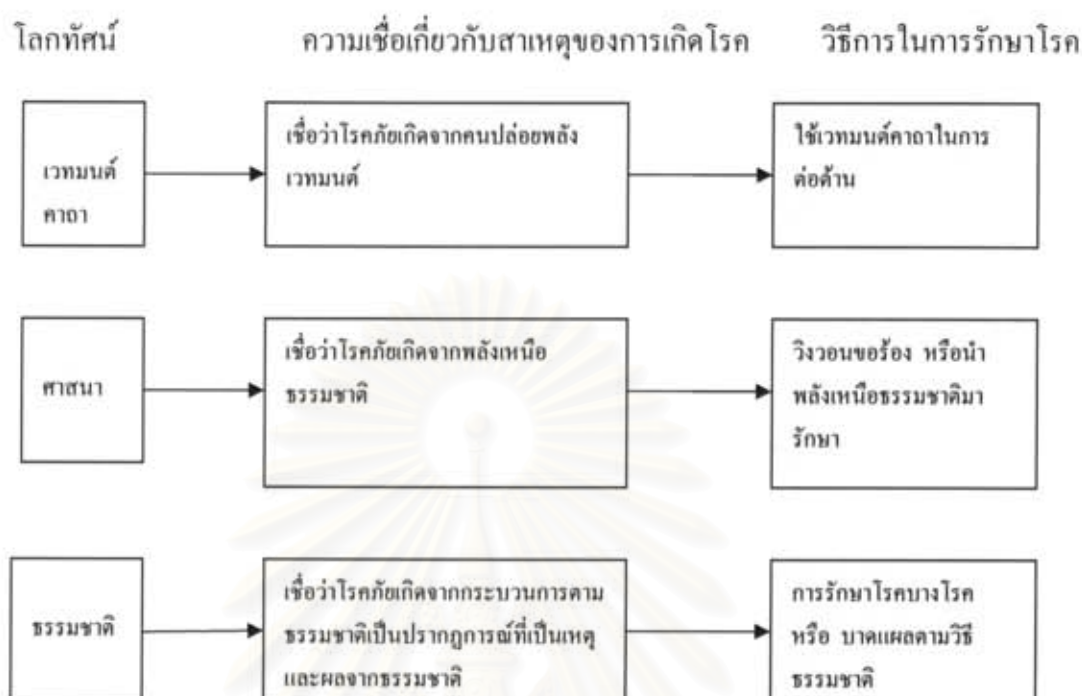 โลกทัศน์ ความเชื่อเกี่ยวกับสาเหตุของการเกิดโรค วิธีการในการรักษาโรค
เวทมนต์
คาถา
เชื่อว่าโรคภัยเกิดจากคนปล่อยพลัง
เวทมนต์
ใช้เวทมนต์คาถาในการ
ต่อต้าน
ศาสนา
เชื่อว่าโรคภัยเกิดจากพลังเหนือ
ธรรมชาติ
วิงวอนขอร้อง หรือนำ
พลังเหนือธรรมชาติมา
รักษา
ธรรมชาติ
เชื่อว่าโรคภัยเกิดจากกระบวนการตาม
ธรรมชาติเป็นปรากฏการณ์ที่เป็นเหตุ
และผลจากธรรมชาติ
การรักษาโรคบางโรค
หรือ บาดแผลตามวิธี
ธรรมชาติ